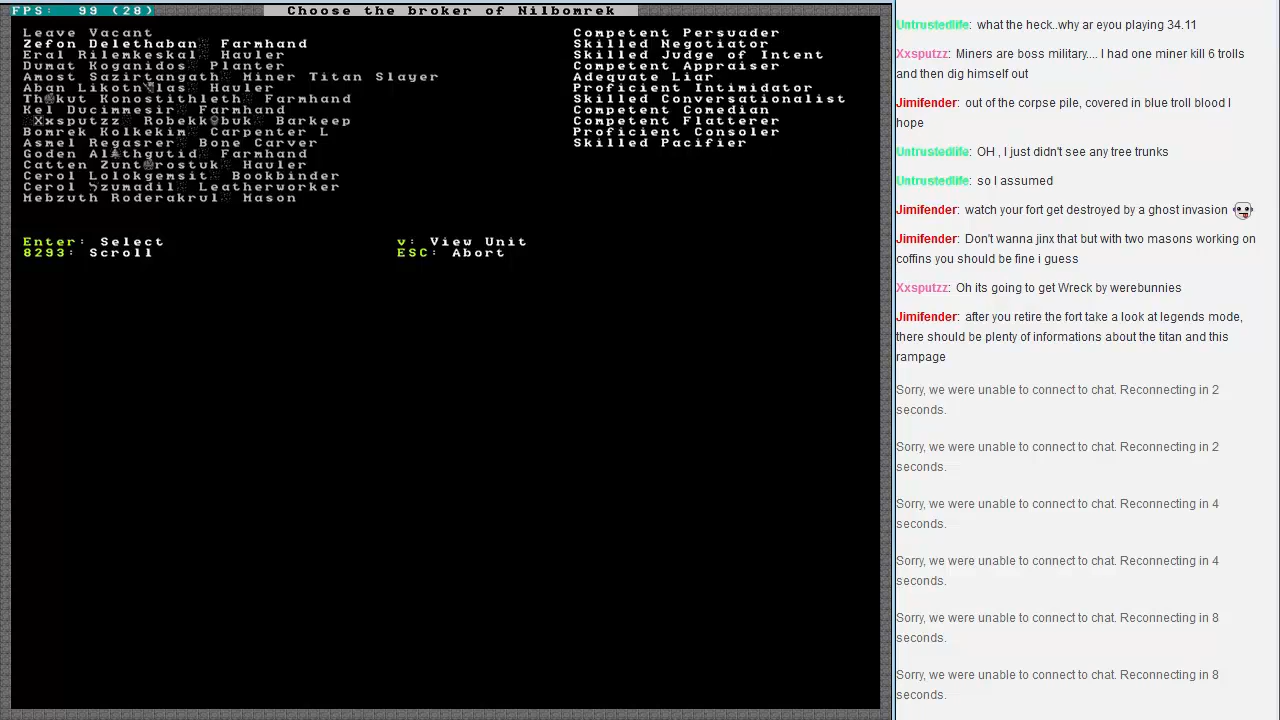 FPS: 99 (28)
Choose the broker of Nilbomrek
Leave Vacant
Zefon Delethaban Farmhand
Eral Rilemkeskal Hauler
Dumat Koganidos Planter
Amost Sazirtangath Miner Titan Slayer
Aban Hauler
Konostithleth Farmhand
Kel Ducimmesir Farmhand
Xxsputzz Barkeep
Bomrek Kolkekim Carpenter L
Asmel Regasrer Bone Carver
Goden Farmhand
Catten Hauler
Cerol Lolokgemsit Bookbinder
Cerol Leatherworker
Mebzuth Roderakrul Mason
Competent Persuader
Skilled Negotiator
Skilled Judge of Intent
Competent Appraiser
Adequate Liar
Proficient Intimidator
Skilled Conversationalist
Competent Comedian
Competent Flatterer
Proficient Consoler
Skilled Pacifier
Enter: Select
v: View Unit
8293: Scroll
ESC: Abort
Untrustedlife: what the heck..why ar eyou playing 34.11
Xxsputzz: Miners are boss military.... I had one miner kill 6 trolls
and then dig himself out
Jimifender: out of the corpse pile, covered in blue troll blood I
hope
Untrustedlife: OH , I just didn't see any tree trunks
Untrustedlife: so I assumed
Jimifender: watch your fort get destroyed by a ghost invasion
Jimifender: Don't wanna jinx that but with two masons working on
coffins you should be fine i guess
Xxsputzz: Oh its going to get Wreck by werebunnies
Jimifender: after you retire the fort take a look at legends mode,
there should be plenty of informations about the titan and this
rampage
Sorry, we were unable to connect to chat. Reconnecting in 2
seconds.
Sorry, we were unable to connect to chat. Reconnecting in 2
seconds.
Sorry, we were unable to connect to chat. Reconnecting in 4
seconds.
Sorry, we were unable to connect to chat. Reconnecting in 4
seconds.
Sorry, we were unable to connect to chat. Reconnecting in 8
seconds.
Sorry, we were unable to connect to chat. Reconnecting in 8
seconds.